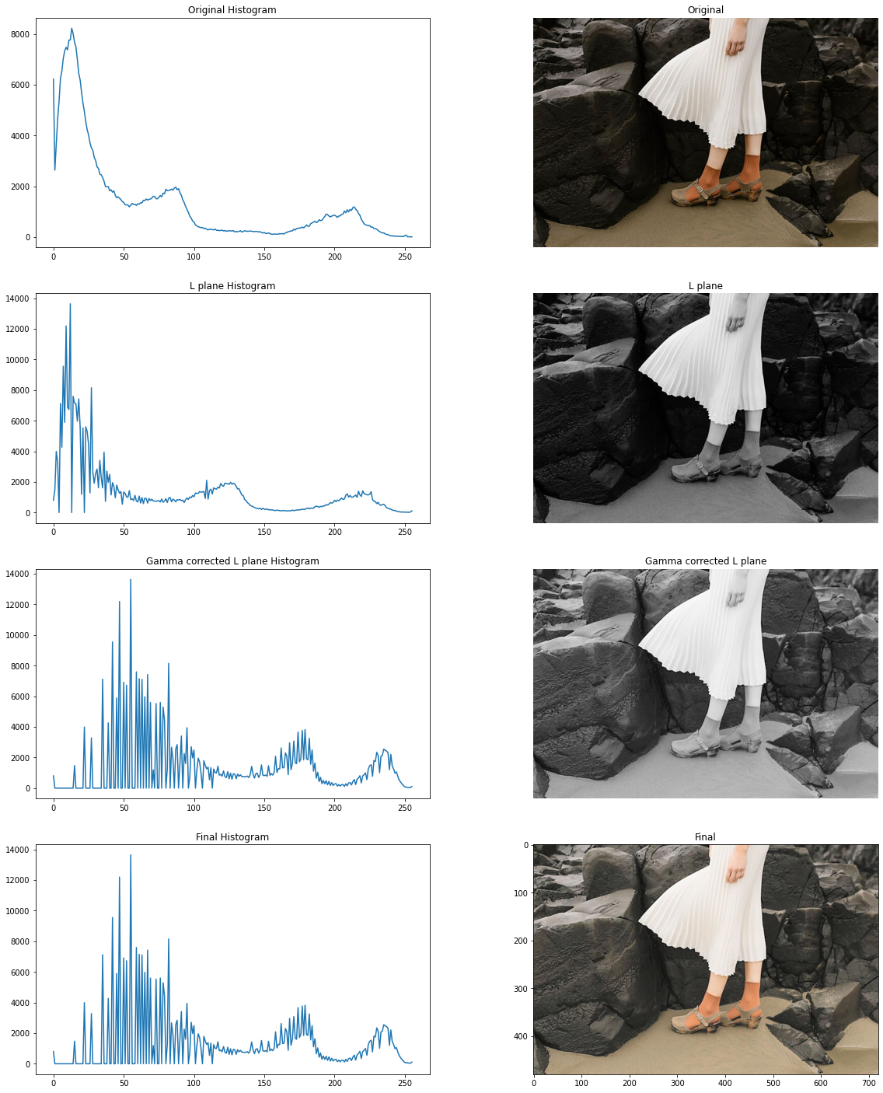 Original Histogram
Original
8000
6000
4000
2000
0
0 50 100 150 200 250
L plane Histogram
L plane
14000
12000
10000
8000
6000
4000
2000
0
0 50 100 150 200 250
Gamma corrected L plane Histogram
Gamma corrected L plane
14000
12000
10000
8000
6000
4000
2000
0
0 50 100 150 200 250
Final Histogram
Final
14000
12000
10000
8000
6000
4000
2000
0
0 50 100 150 200 250
0
100
200
300
400
0 100 200 300 400 500 600 700